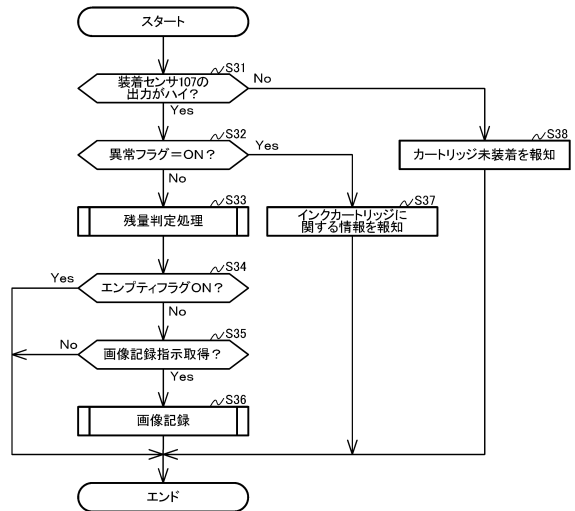 スタート
S31
装着センサ107の
出力がハイ？
No
Yes
S32
異常フラグ＝ON？
Yes
No
S38
カートリッジ未装着を報知
S33
残量判定処理
S37
インクカートリッジに
関する情報を報知
S34
Yes
エンプティフラグON？
No
S35
No
画像記録指示取得？
Yes
S36
画像記録
エンド